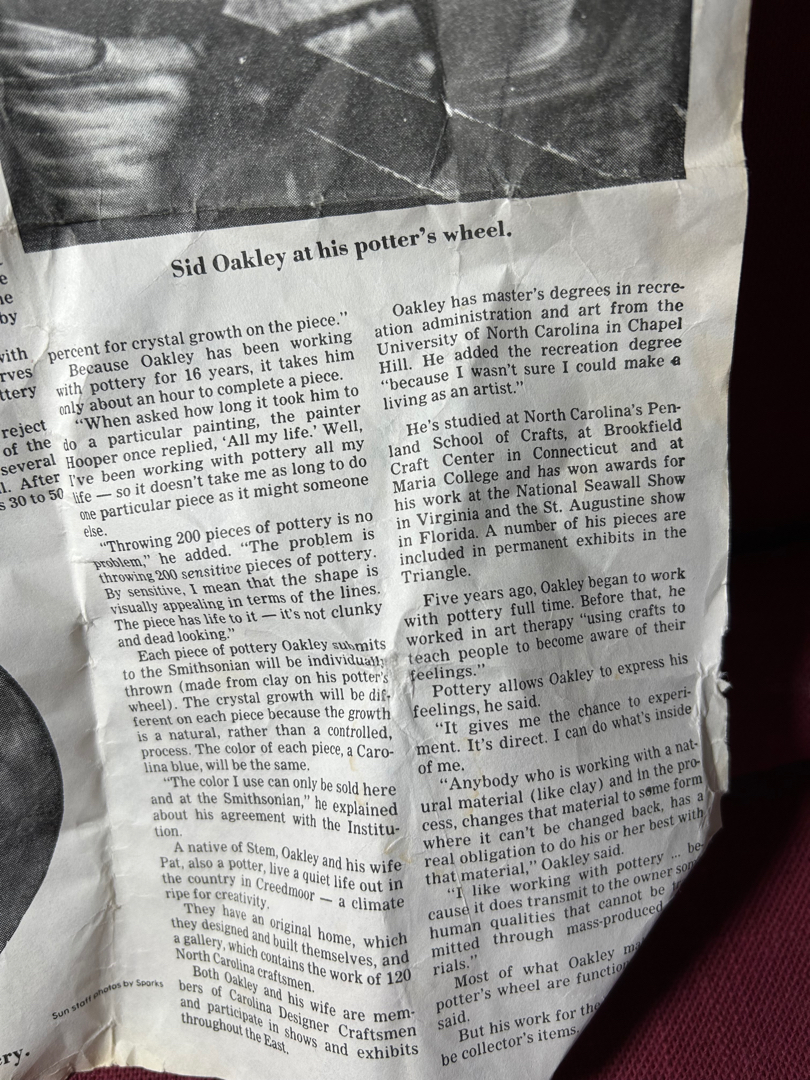 Sid Oakley at his potter's wheel.
e
he
by
with
rves
ttery
reject
of the
several
l. After
s 30 to 50
percent for crystal growth on the piece."
Because Oakley has been working
with pottery for 16 years, it takes him
only about an hour to complete a piece.
"When asked how long it took him to
do a particular painting, the painter
Hooper once replied, 'All my life.' Well,
I've been working with pottery all my
life — so it doesn't take me as long to do
one particular piece as it might someone
else.
"Throwing 200 pieces of pottery is no
problem," he added. "The problem is
throwing 200 sensitive pieces of pottery.
By sensitive, I mean that the shape is
visually appealing in terms of the lines.
The piece has life to it — it's not clunky
and dead looking."
Each piece of pottery Oakley submits
to the Smithsonian will be individually
thrown (made from clay on his potter's
wheel). The crystal growth will be dif-
ferent on each piece because the growth
is a natural, rather than a controlled,
process. The color of each piece, a Caro-
lina blue, will be the same.
"The color I use can only be sold here
and at the Smithsonian," he explained
about his agreement with the Institu-
tion.
A native of Stem, Oakley and his wife
Pat, also a potter, live a quiet life out in
the country in Creedmoor — a climate
ripe for creativity.
They have an original home, which
they designed and built themselves, and
a gallery, which contains the work of 120
North Carolina craftsmen.
Both Oakley and his wife are mem-
bers of Carolina Designer Craftsmen
and participate in shows and exhibits
throughout the East.
Oakley has master's degrees in recre-
ation administration and art from the
University of North Carolina in Chapel
Hill. He added the recreation degree
"because I wasn't sure I could make a
living as an artist."
He's studied at North Carolina's Pen-
land School of Crafts, at Brookfield
Craft Center in Connecticut and at
Maria College and has won awards for
his work at the National Seawall Show
in Virginia and the St. Augustine show
in Florida. A number of his pieces are
included in permanent exhibits in the
Triangle.
Five years ago, Oakley began to work
with pottery full time. Before that, he
worked in art therapy "using crafts to
teach people to become aware of their
feelings."
Pottery allows Oakley to express his
feelings, he said.
"It gives me the chance to experi-
ment. It's direct. I can do what's inside
of me.
"Anybody who is working with a nat-
ural material (like clay) and in the pro-
cess, changes that material to some form
where it can't be changed back, has a
real obligation to do his or her best with
that material," Oakley said.
"I like working with pottery ... be-
cause it does transmit to the owner som
human qualities that cannot be
mitted through mass-produced
rials."
Most of what Oakley ma
potter's wheel are function
said.
But his work for the
be collector's items.
Sun staff photos by Sparks
ery.